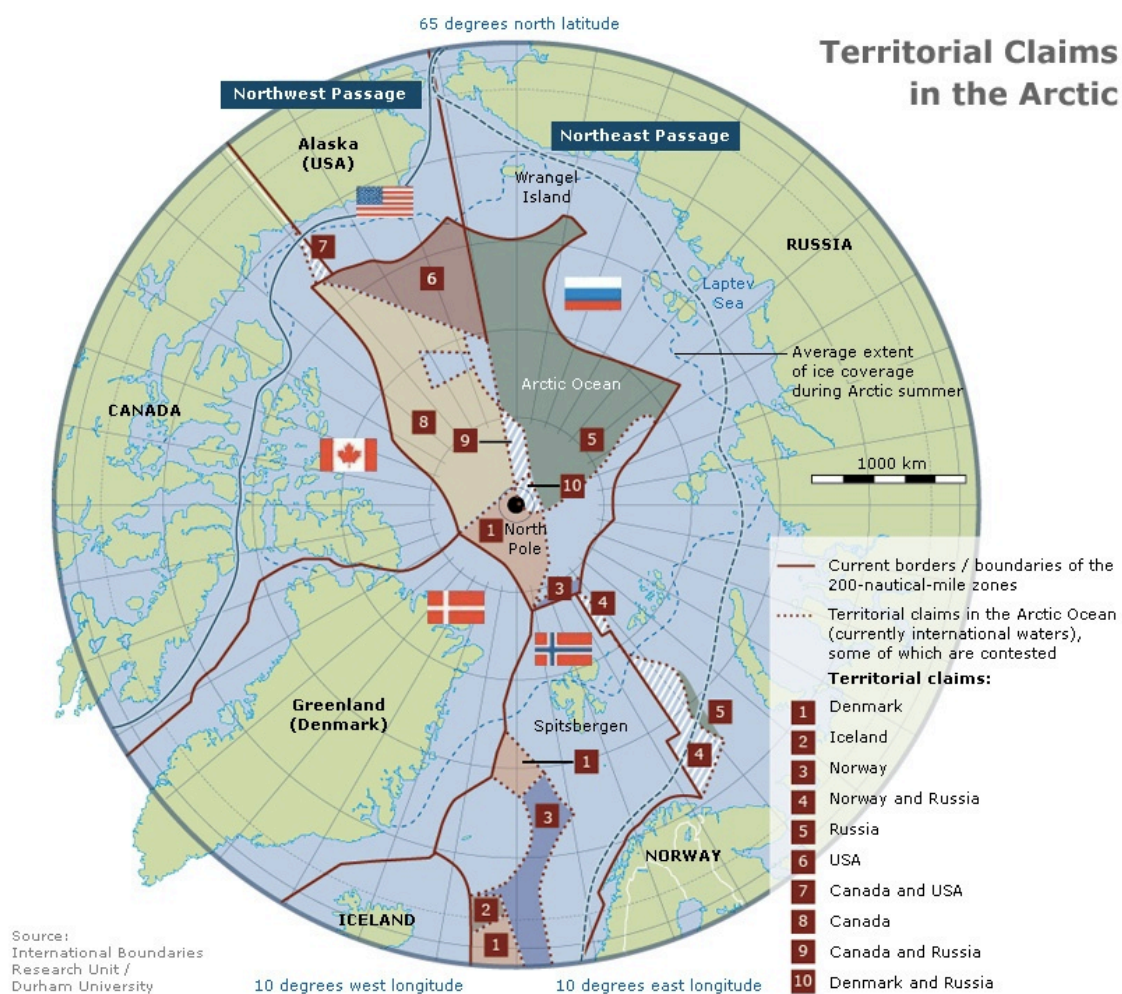 65 degrees north latitude
Territorial Claims
in the Arctic
Northwest Passage
Northeast Passage
Alaska
(USA)
Wrangel
Island
RUSSIA
7
6
Laptev
Sea
Average extent
of ice coverage
during Arctic summer
Arctic Ocean
CANADA
8
9
5
1000 km
10
1
North
Pole
3
4
Current borders / boundaries of the
200-nautical-mile zones
Territorial claims in the Arctic Ocean
(currently international waters),
some of which are contested
Territorial claims:
1 Denmark
2 Iceland
3 Norway
4 Norway and Russia
5 Russia
6 USA
7 Canada and USA
8 Canada
9 Canada and Russia
10 Denmark and Russia
Greenland
(Denmark)
Spitsbergen
5
4
1
3
NORWAY
2
ICELAND
1
Source:
International Boundaries
Research Unit /
Durham University
10 degrees west longitude
10 degrees east longitude